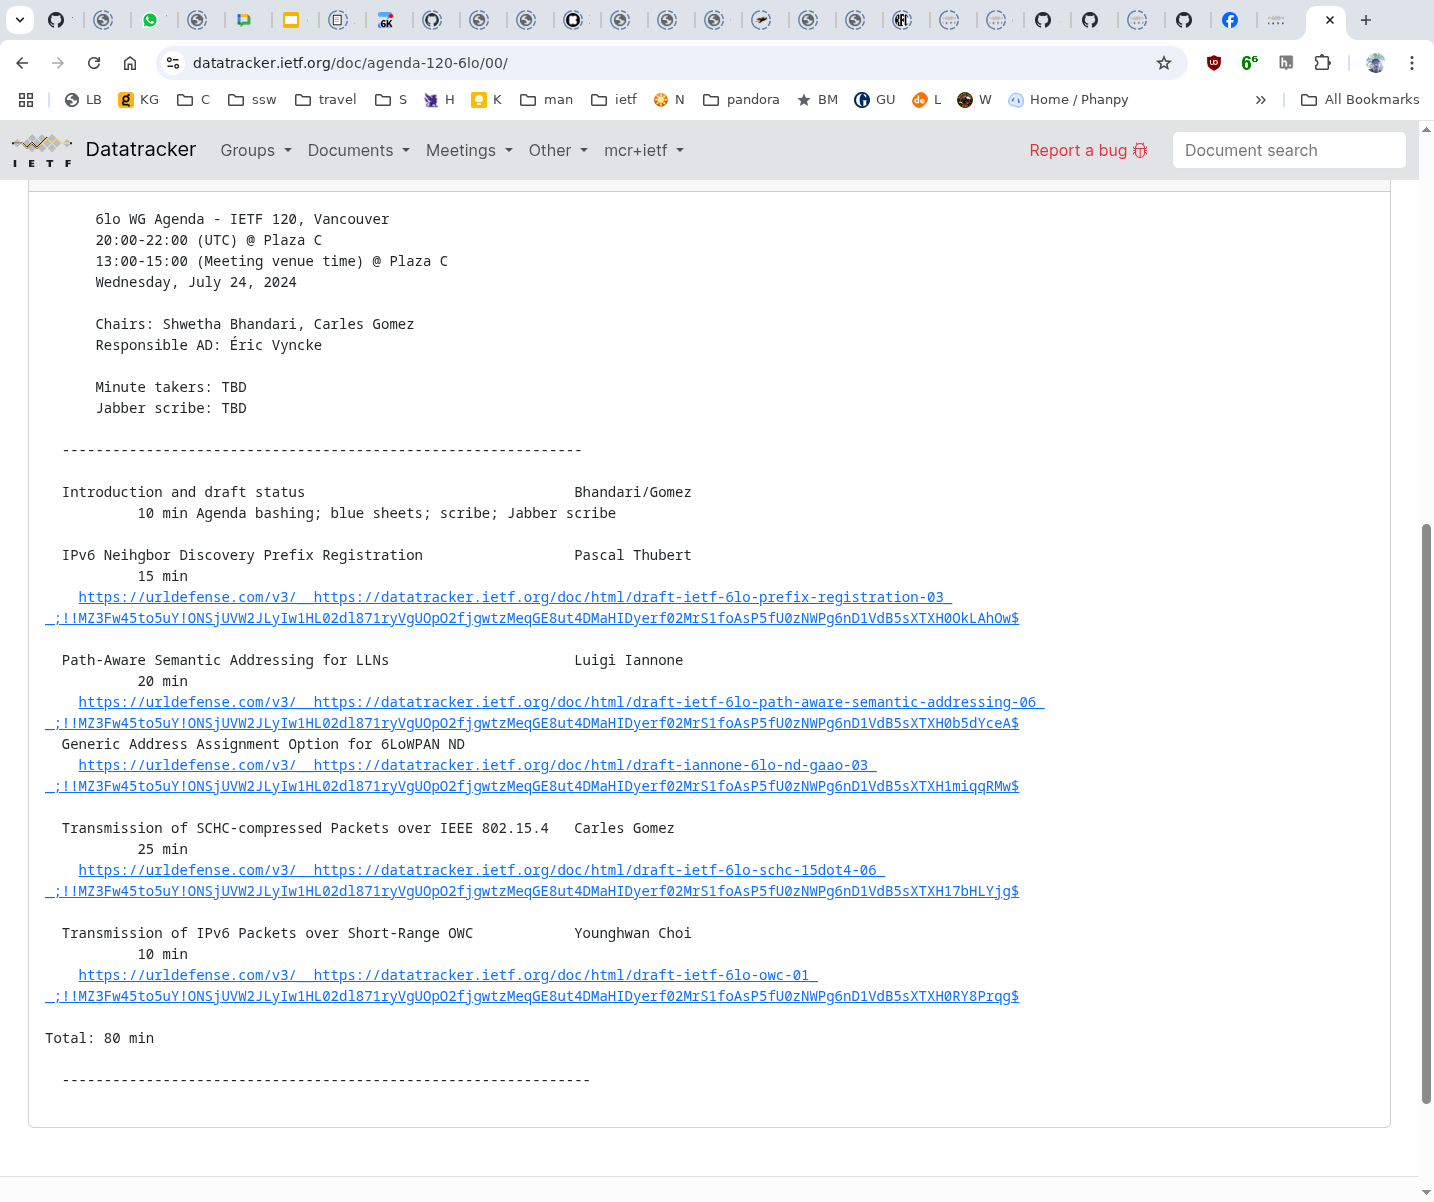 datatracker.ietf.org/doc/agenda-120-6lo/00/
LB KG C ssw travel S H K man ietf N pandora BM GU L W Home / Phanpy » All Bookmarks
IETF Datatracker Groups Documents Meetings Other mcr+ietf Report a bug Document search
6lo WG Agenda - IETF 120, Vancouver
20:00-22:00 (UTC) @ Plaza C
13:00-15:00 (Meeting venue time) @ Plaza C
Wednesday, July 24, 2024
Chairs: Shwetha Bhandari, Carles Gomez
Responsible AD: Éric Vyncke
Minute takers: TBD
Jabber scribe: TBD
--------------------------------------------------------------
Introduction and draft status Bhandari/Gomez
10 min Agenda bashing; blue sheets; scribe; Jabber scribe
IPv6 Neihgbor Discovery Prefix Registration Pascal Thubert
15 min
https://urldefense.com/v3/__https://datatracker.ietf.org/doc/html/draft-ietf-6lo-prefix-registration-03_
_;!!MZ3Fw45to5uY!ONSjUVW2JLyIw1HL02dl871ryVgUOpO2fjgwtzMeqGE8ut4DMaHIDyerf02MrS1foAsP5fU0zNWPg6nD1VdB5sXTXH0OkLAhOw$
Path-Aware Semantic Addressing for LLNs Luigi Iannone
20 min
https://urldefense.com/v3/__https://datatracker.ietf.org/doc/html/draft-ietf-6lo-path-aware-semantic-addressing-06_
_;!!MZ3Fw45to5uY!ONSjUVW2JLyIw1HL02dl871ryVgUOpO2fjgwtzMeqGE8ut4DMaHIDyerf02MrS1foAsP5fU0zNWPg6nD1VdB5sXTXH0b5dYceA$
Generic Address Assignment Option for 6LoWPAN ND
https://urldefense.com/v3/__https://datatracker.ietf.org/doc/html/draft-iannone-6lo-nd-gaao-03_
_;!!MZ3Fw45to5uY!ONSjUVW2JLyIw1HL02dl871ryVgUOpO2fjgwtzMeqGE8ut4DMaHIDyerf02MrS1foAsP5fU0zNWPg6nD1VdB5sXTXH1miqqRMw$
Transmission of SCHC-compressed Packets over IEEE 802.15.4 Carles Gomez
25 min
https://urldefense.com/v3/__https://datatracker.ietf.org/doc/html/draft-ietf-6lo-schc-15dot4-06_
_;!!MZ3Fw45to5uY!ONSjUVW2JLyIw1HL02dl871ryVgUOpO2fjgwtzMeqGE8ut4DMaHIDyerf02MrS1foAsP5fU0zNWPg6nD1VdB5sXTXH17bHLYjg$
Transmission of IPv6 Packets over Short-Range OWC Younghwan Choi
10 min
https://urldefense.com/v3/__https://datatracker.ietf.org/doc/html/draft-ietf-6lo-owc-01_
_;!!MZ3Fw45to5uY!ONSjUVW2JLyIw1HL02dl871ryVgUOpO2fjgwtzMeqGE8ut4DMaHIDyerf02MrS1foAsP5fU0zNWPg6nD1VdB5sXTXH0RY8Prqg$
Total: 80 min
---------------------------------------------------------------